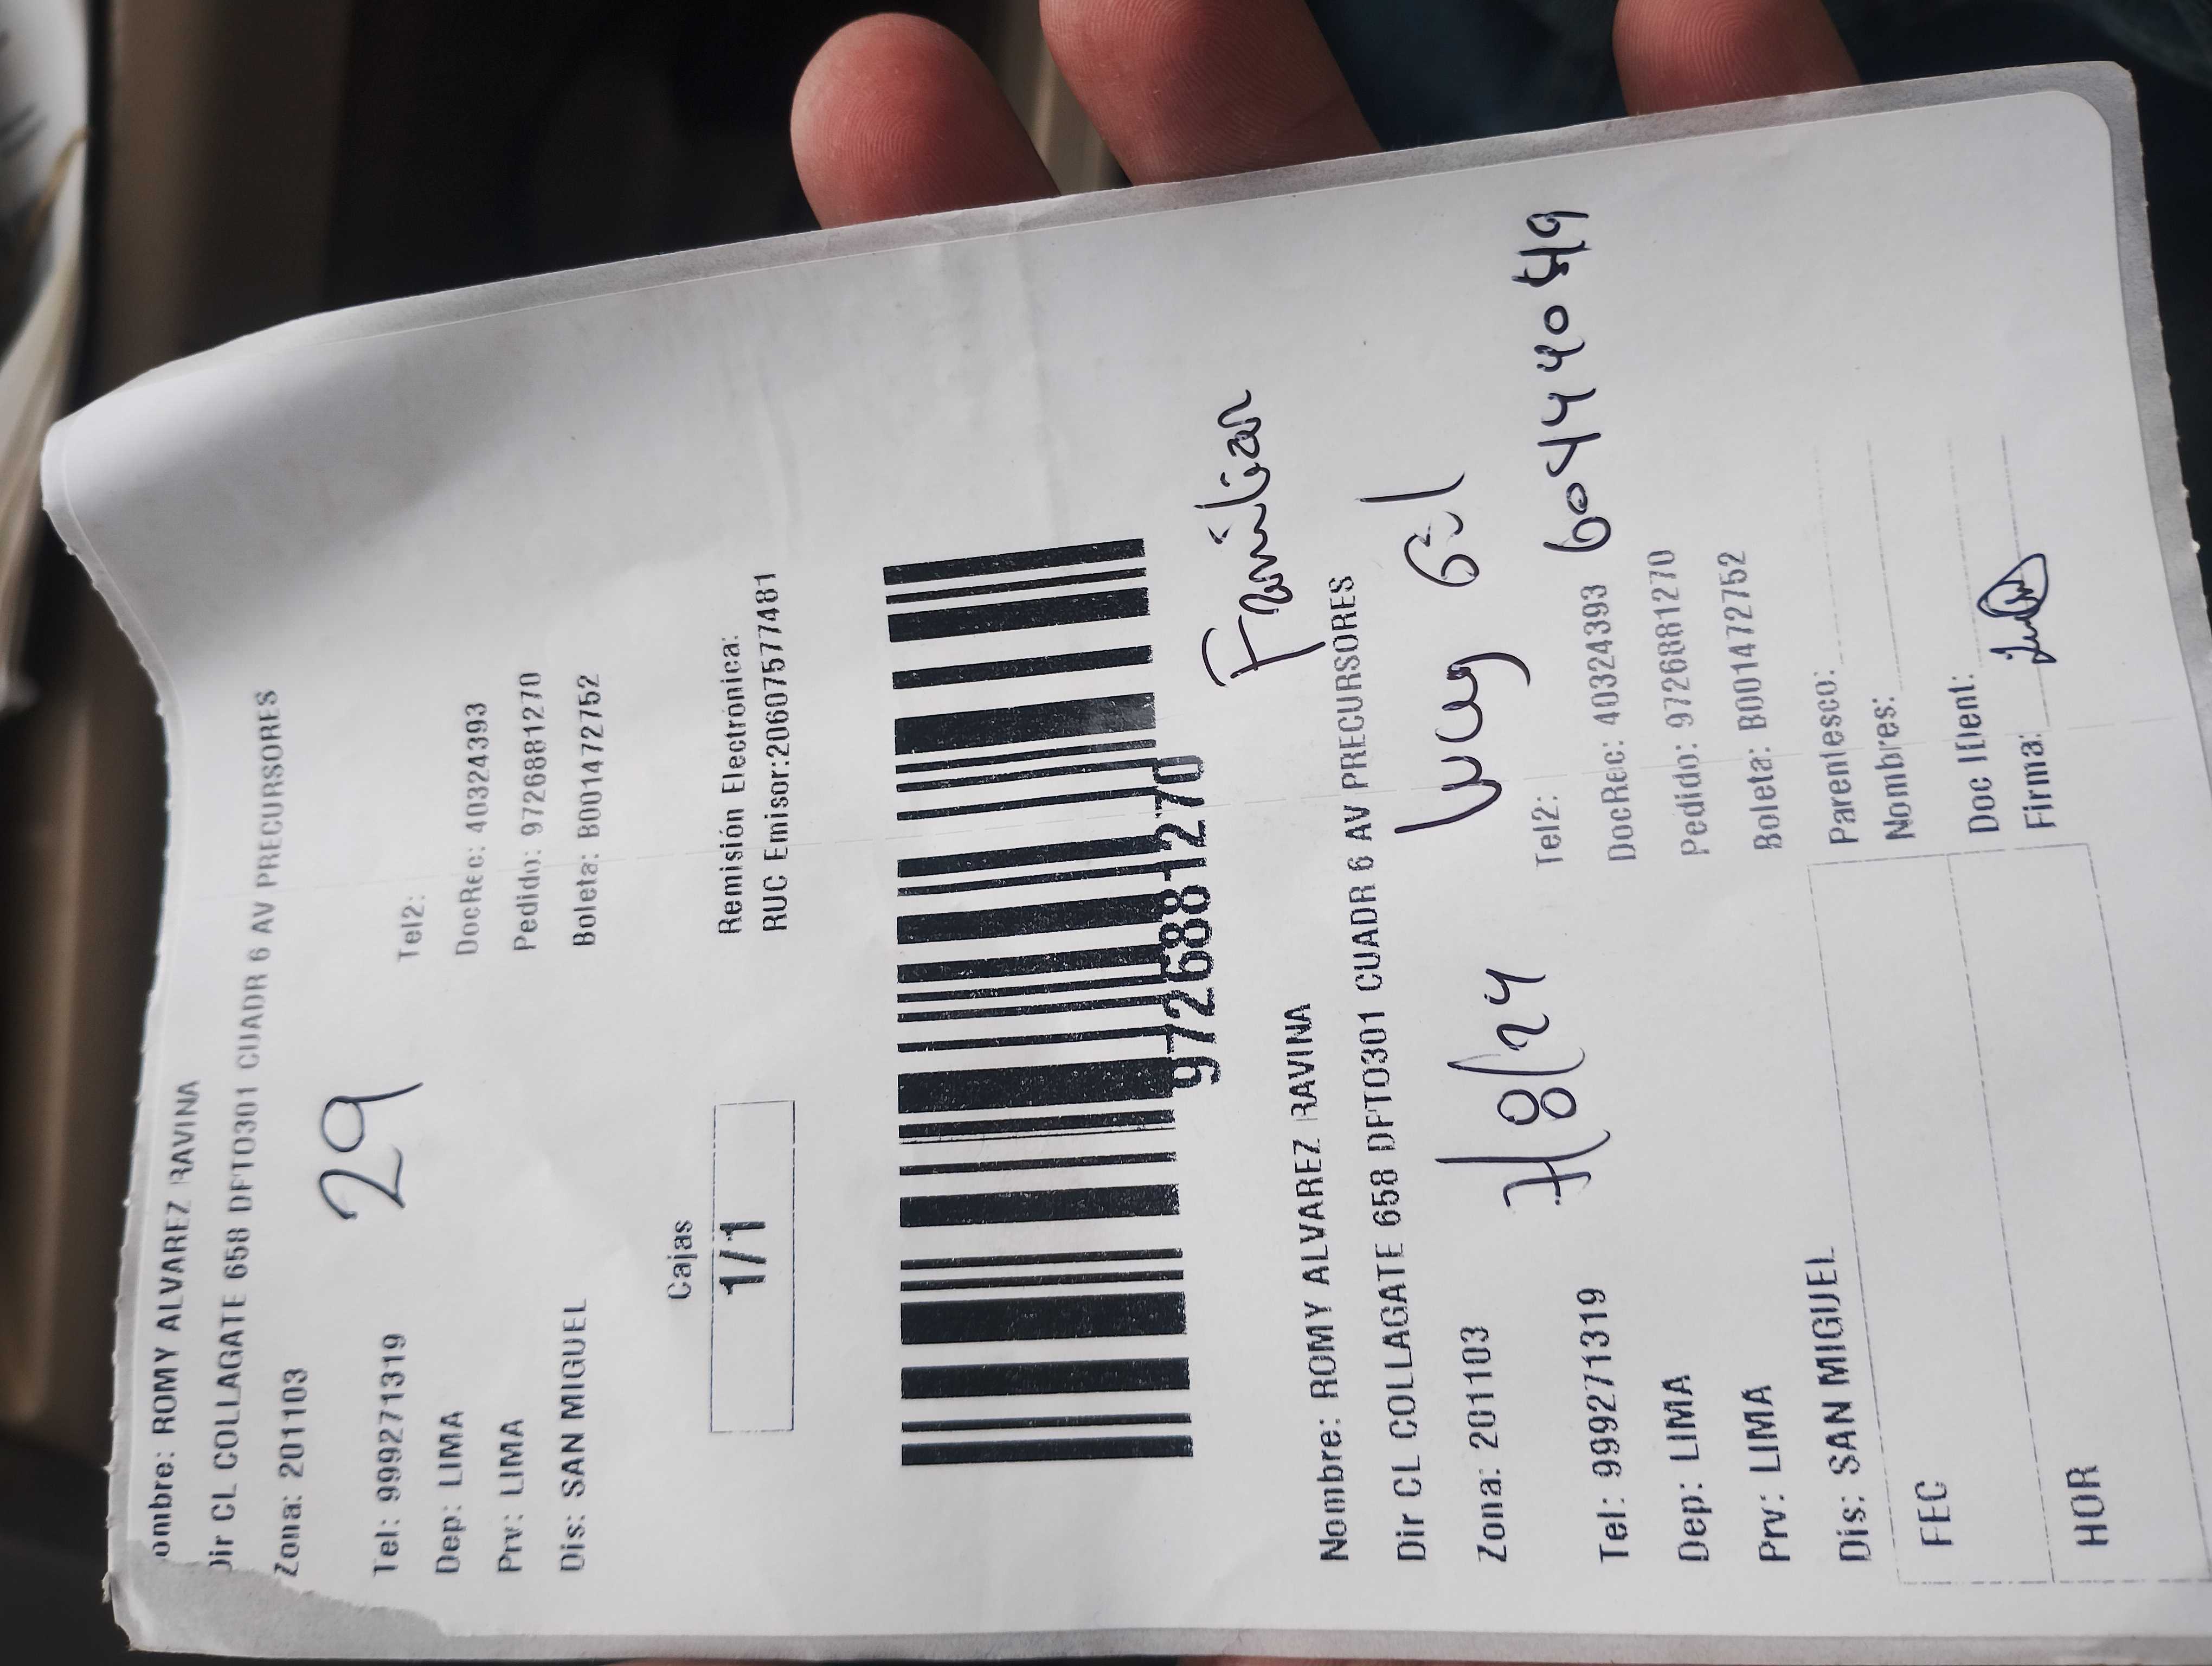 ombre: ROMY ALVAREZ RAVINA
Dir CL COLLAGATE 658 DPTO301 CUADR 6 AV PRECURSORES
Zona: 201103
29
Tel: 999271319 Tel2:
Dep: LIMA DocRec: 40324393
Prv: LIMA Pedido: 972688127​0
Dis: SAN MIGUEL Boleta: B001472752
Cajas
1/1
Remisión Electrónica:
RUC Emisor:20607577481
9726881270
Familiar
Nombre: ROMY ALVAREZ RAVINA
Dir CL COLLAGATE 658 DPTO301 CUADR 6 AV PRECURSORES
Lucy Gil
Zona: 201103
7/8/24
60444049
Tel: 999271319 Tel2:
Dep: LIMA DocRec: 40324393
Prv: LIMA Pedido: 9726881270
Dis: SAN MIGUEL Boleta: B001472752
Parentesco:
Nombres:
FEC
Doc IDent:
Firma:
HOR